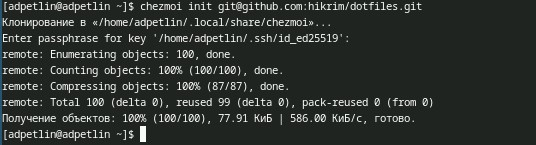 [adpetlin@adpetlin ~]$ chezmoi init git@github.com:hikrim/dotfiles.git
Клонирование в «/home/adpetlin/.local/share/chezmoi»...
Enter passphrase for key '/home/adpetlin/.ssh/id_ed25519':
remote: Enumerating objects: 100, done.
remote: Counting objects: 100% (100/100), done.
remote: Compressing objects: 100% (87/87), done.
remote: Total 100 (delta 0), reused 99 (delta 0), pack-reused 0 (from 0)
Получение объектов: 100% (100/100), 77.91 КиБ | 586.00 КиБ/с, готово.
[adpetlin@adpetlin ~]$